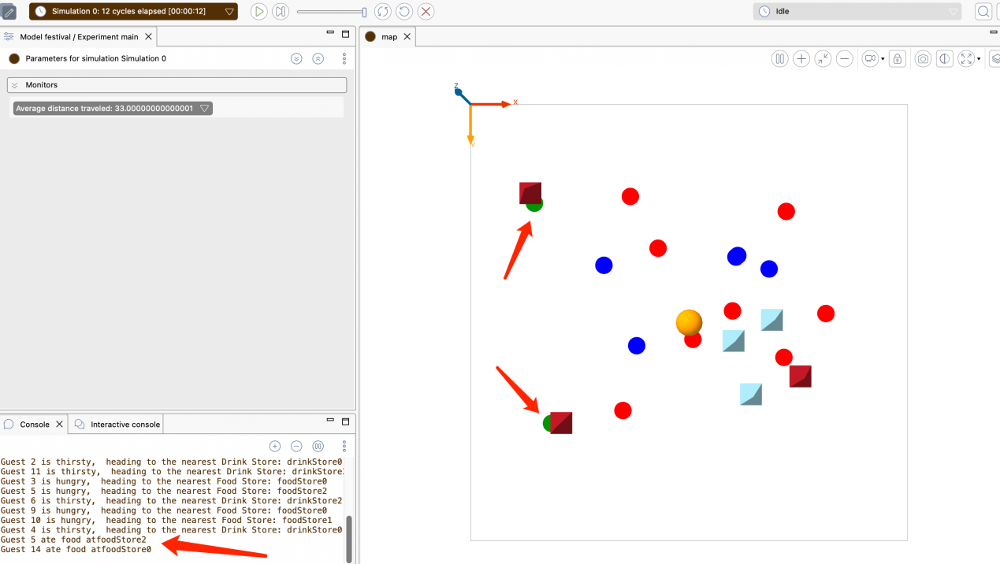 Simulation 0: 12 cycles elapsed [00:00:12]
Idle
Model festival / Experiment main
map
Parameters for simulation Simulation 0
Monitors
Average distance traveled: 33.00000000000001
Z
X
Y
Console
Interactive console
Guest 2 is thirsty,  heading to the nearest Drink Store: drinkStore0
Guest 11 is thirsty,  heading to the nearest Drink Store: drinkStore
Guest 3 is hungry,  heading to the nearest Food Store: foodStore0
Guest 5 is hungry,  heading to the nearest Food Store: foodStore2
Guest 6 is thirsty,  heading to the nearest Drink Store: drinkStore2
Guest 9 is hungry,  heading to the nearest Food Store: foodStore0
Guest 10 is hungry,  heading to the nearest Food Store: foodStore1
Guest 4 is thirsty,  heading to the nearest Drink Store: drinkStore0
Guest 5 ate food atfoodStore2
Guest 14 ate food atfoodStore0